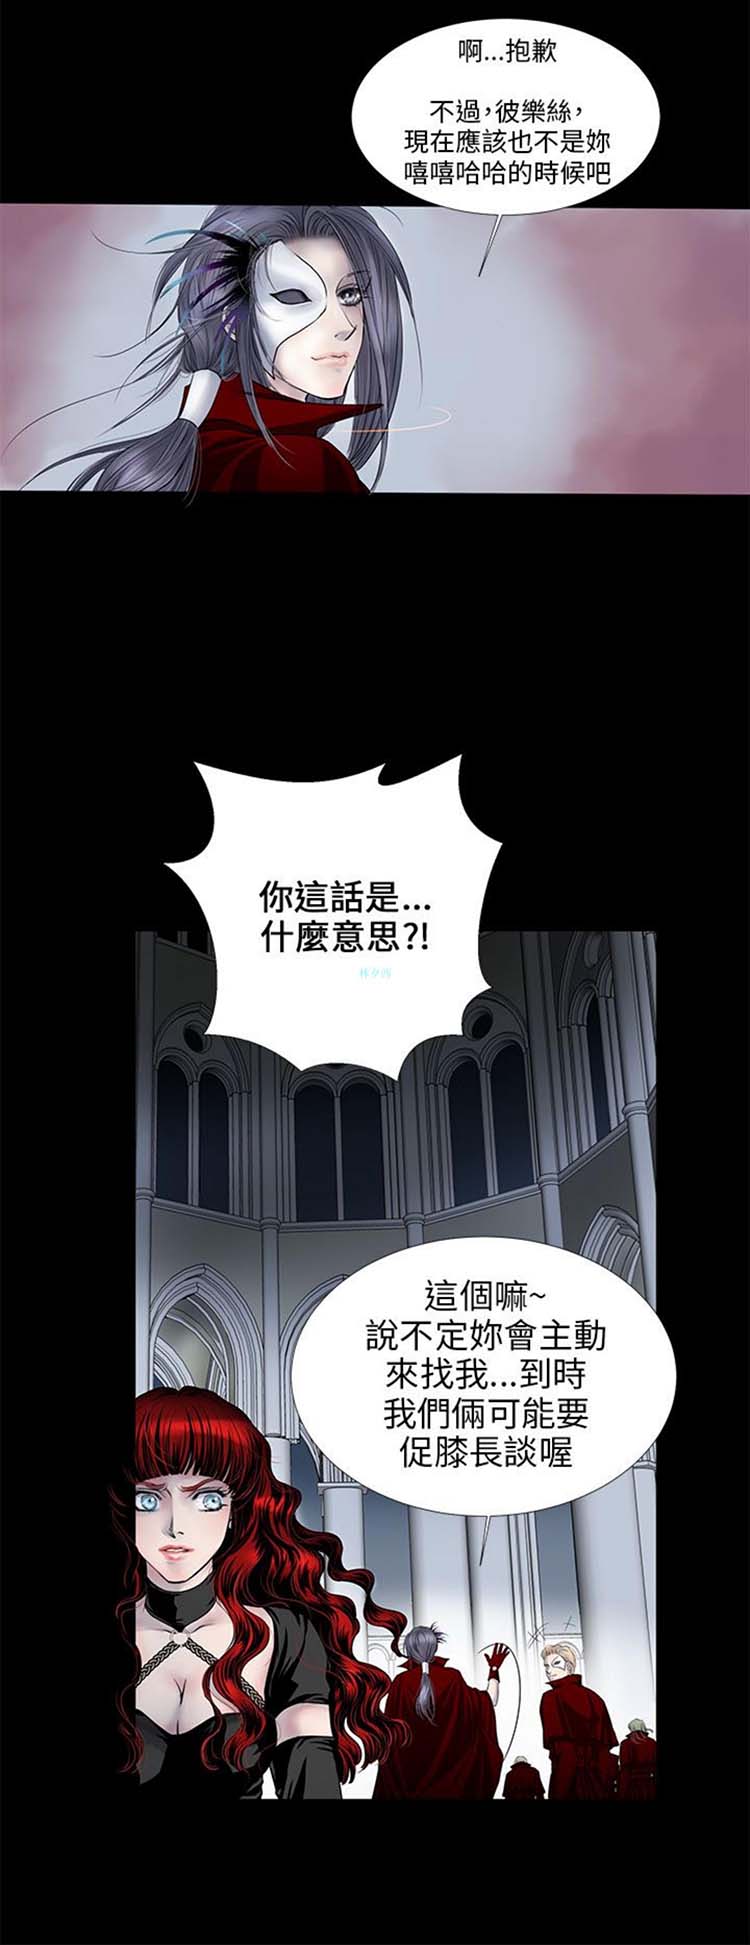 啊...抱歉
不過，彼樂絲，
現在應該也不是妳
嘻嘻哈哈的時候吧
你這話是...
什麼意思?!
林夕西
這個嘛~
說不定妳會主動
來找我...到時
我們倆可能要
促膝長談喔